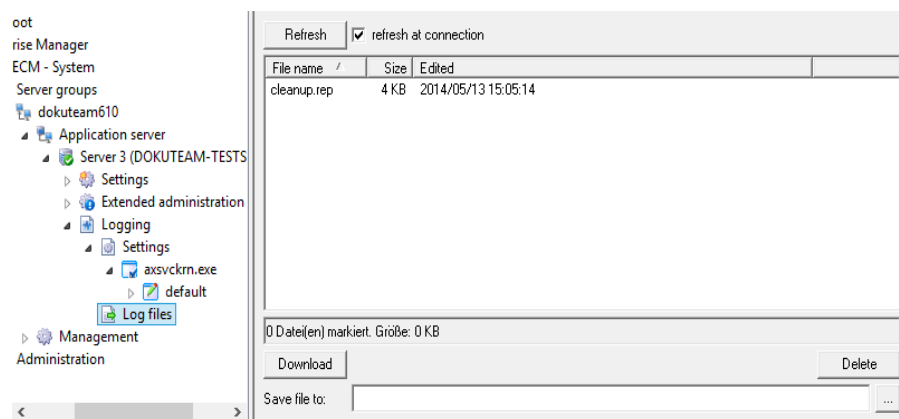 oot
rise Manager
ECM - System
Server groups
dokuteam610
Application server
Server 3 (DOKUTEAM-TESTS
Settings
Extended administration
Logging
Settings
axsvckrn.exe
default
Log files
Management
Administration
Refresh refresh at connection
File name Size Edited
cleanup.rep 4 KB 2014/05/13 15:05:14
0 Datei(en) markiert. Größe: 0 KB
Download Delete
Save file to: ...